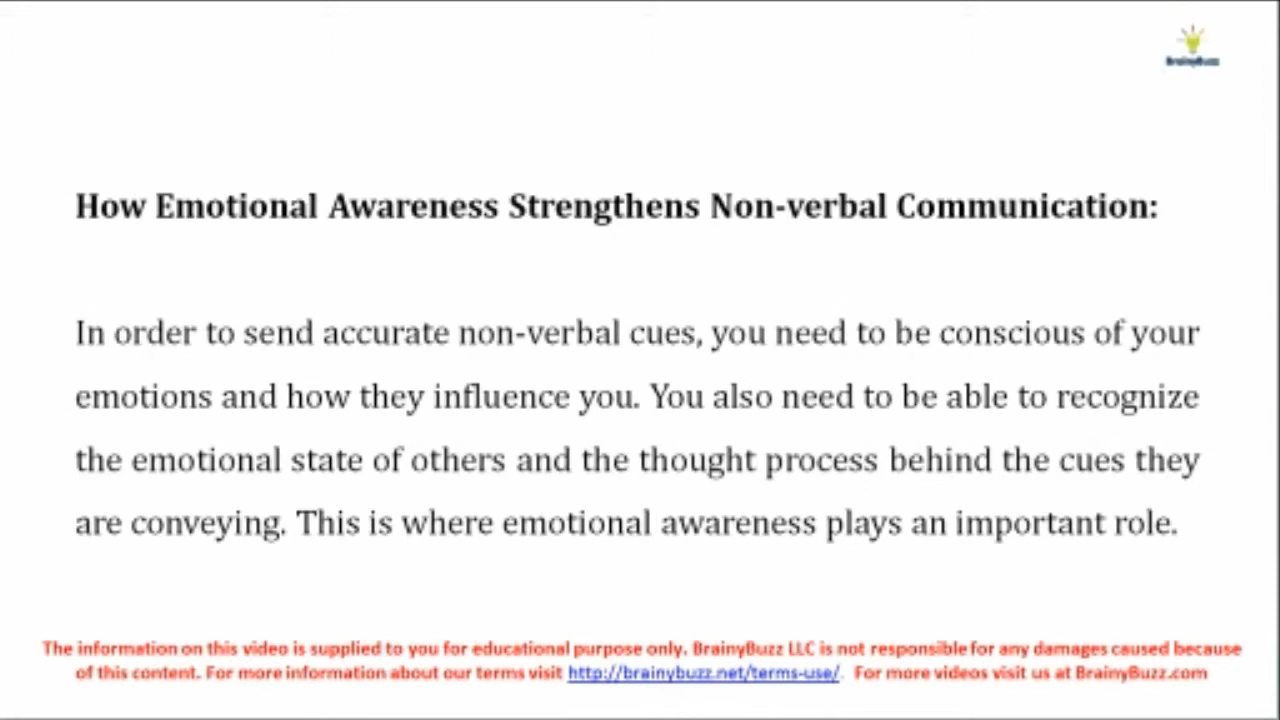 BrainyBuzz
How Emotional Awareness Strengthens Non-verbal Communication:
In order to send accurate non-verbal cues, you need to be conscious of your
emotions and how they influence you. You also need to be able to recognize
the emotional state of others and the thought process behind the cues they
are conveying. This is where emotional awareness plays an important role.
The information on this video is supplied to you for educational purpose only. BrainyBuzz LLC is not responsible for any damages caused because
of this content. For more information about our terms visit http://brainybuzz.net/terms-use/. For more videos visit us at BrainyBuzz.com